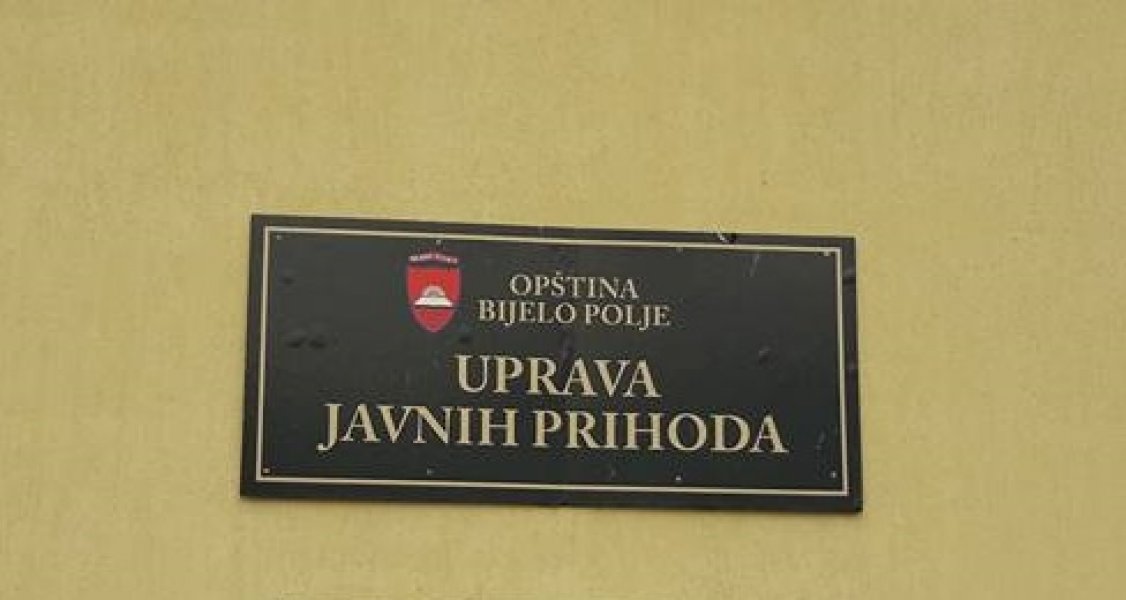 OPŠTINA
BIJELO POLJE
UPRAVA
JAVNIH PRIHODA